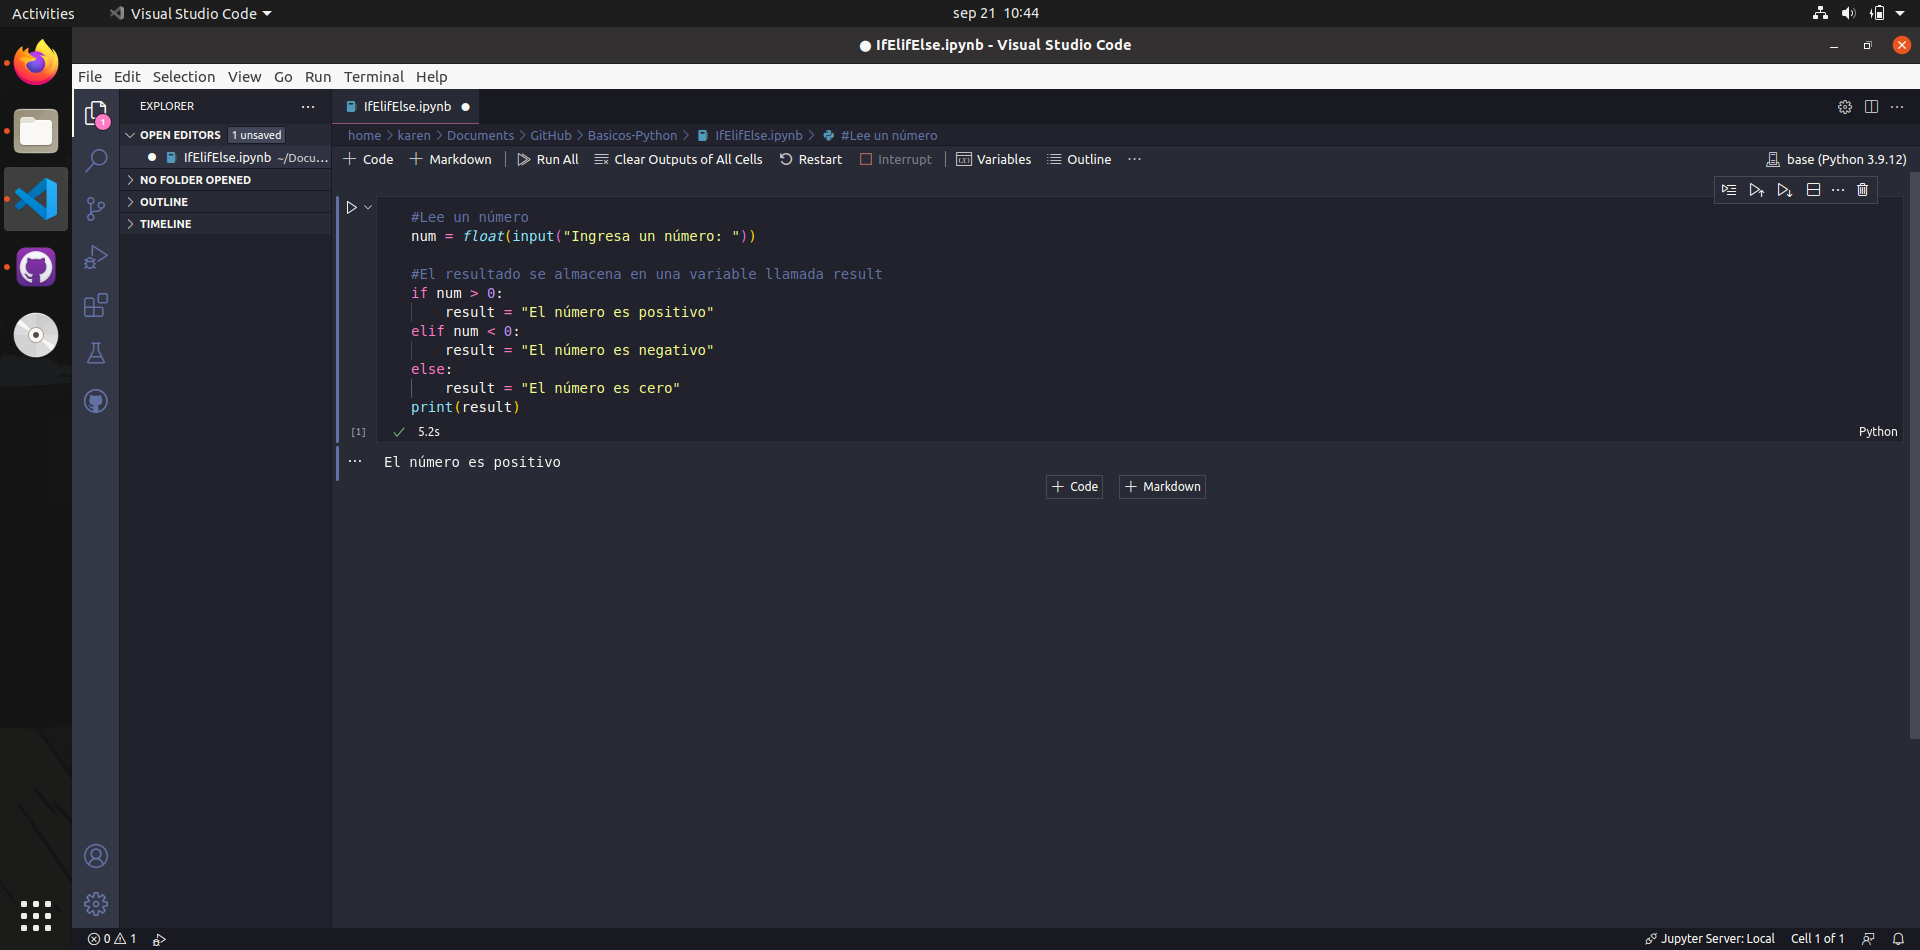 Activities
Visual Studio Code
sep 21 10:44
IfElifElse.ipynb - Visual Studio Code
File Edit Selection View Go Run Terminal Help
EXPLORER
OPEN EDITORS 1 unsaved
IfElifElse.ipynb ~/Docu...
NO FOLDER OPENED
OUTLINE
TIMELINE
1
IfElifElse.ipynb
home > karen > Documents > GitHub > Basicos-Python > IfElifElse.ipynb > #Lee un número
+ Code + Markdown Run All Clear Outputs of All Cells Restart Interrupt Variables Outline ...
base (Python 3.9.12)
#Lee un número
num = float(input("Ingresa un número: "))
#El resultado se almacena en una variable llamada result
if num > 0:
    result = "El número es positivo"
elif num < 0:
    result = "El número es negativo"
else:
    result = "El número es cero"
print(result)
[1] ✓ 5.2s
Python
... El número es positivo
+ Code + Markdown
0 1
Jupyter Server: Local Cell 1 of 1